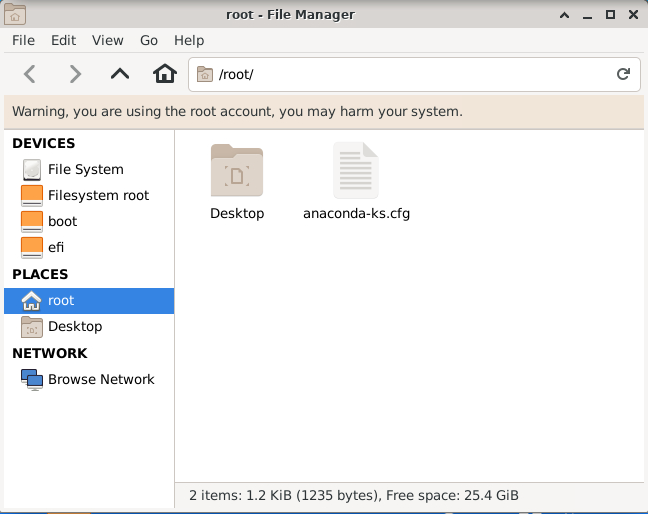 root - File Manager
File Edit View Go Help
/root/
Warning, you are using the root account, you may harm your system.
DEVICES
File System
Filesystem root
boot
efi
PLACES
root
Desktop
NETWORK
Browse Network
Desktop
anaconda-ks.cfg
2 items: 1.2 KiB (1235 bytes), Free space: 25.4 GiB